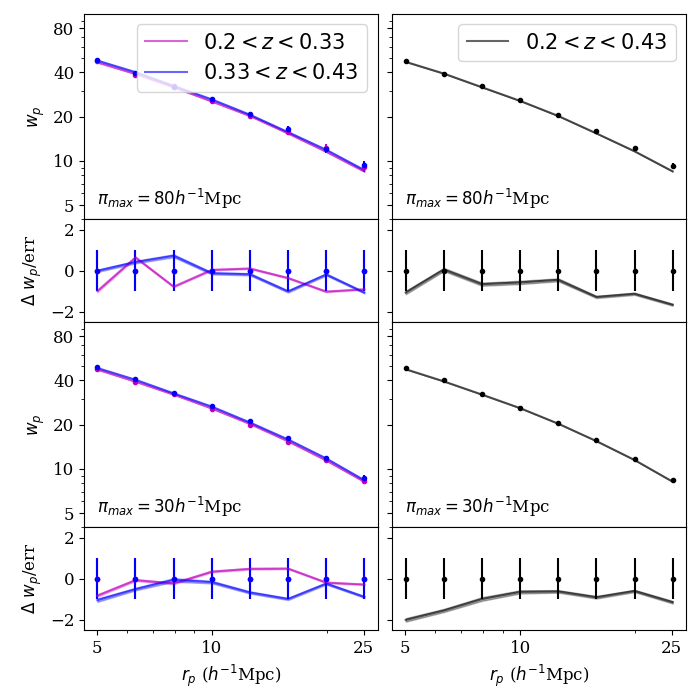 0.2 < z < 0.33
0.33 < z < 0.43
0.2 < z < 0.43
80
40
20
10
5
w_p
π_max = 80h⁻¹Mpc
π_max = 80h⁻¹Mpc
2
0
−2
Δ w_p/err
80
40
20
10
5
w_p
π_max = 30h⁻¹Mpc
π_max = 30h⁻¹Mpc
2
0
−2
Δ w_p/err
5 10 25
5 10 25
r_p (h⁻¹Mpc)
r_p (h⁻¹Mpc)